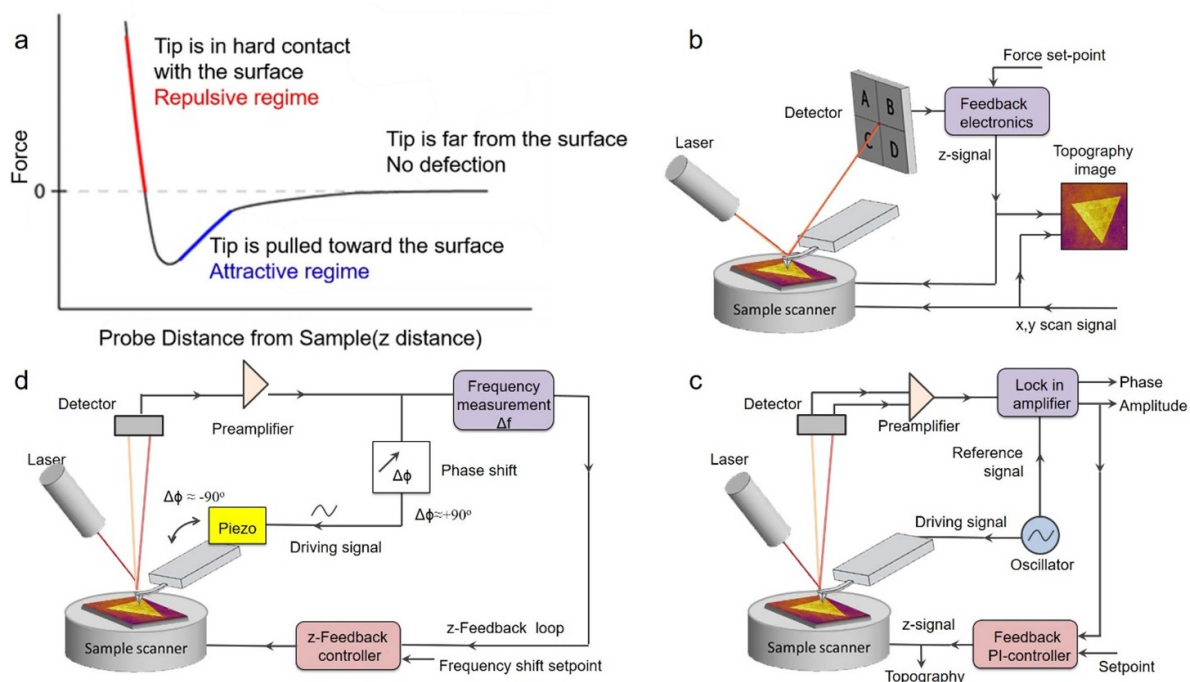 a
Tip is in hard contact
with the surface
Repulsive regime
Tip is far from the surface
No defection
Force
0
Tip is pulled toward the surface
Attractive regime
Probe Distance from Sample(z distance)
b
Force set-point
Detector
A
B
C
D
Feedback
electronics
Laser
z-signal
Topography
image
Sample scanner
x,y scan signal
d
Detector
Preamplifier
Frequency
measurement
Δf
Laser
Δϕ
Phase shift
Δϕ ≈ -90°
Piezo
Δϕ≈+90°
Driving signal
Sample scanner
z-Feedback
controller
z-Feedback loop
Frequency shift setpoint
c
Detector
Preamplifier
Lock in
amplifier
Phase
Amplitude
Laser
Reference
signal
Driving signal
Oscillator
Sample scanner
z-signal
Feedback
PI-controller
Setpoint
Topography